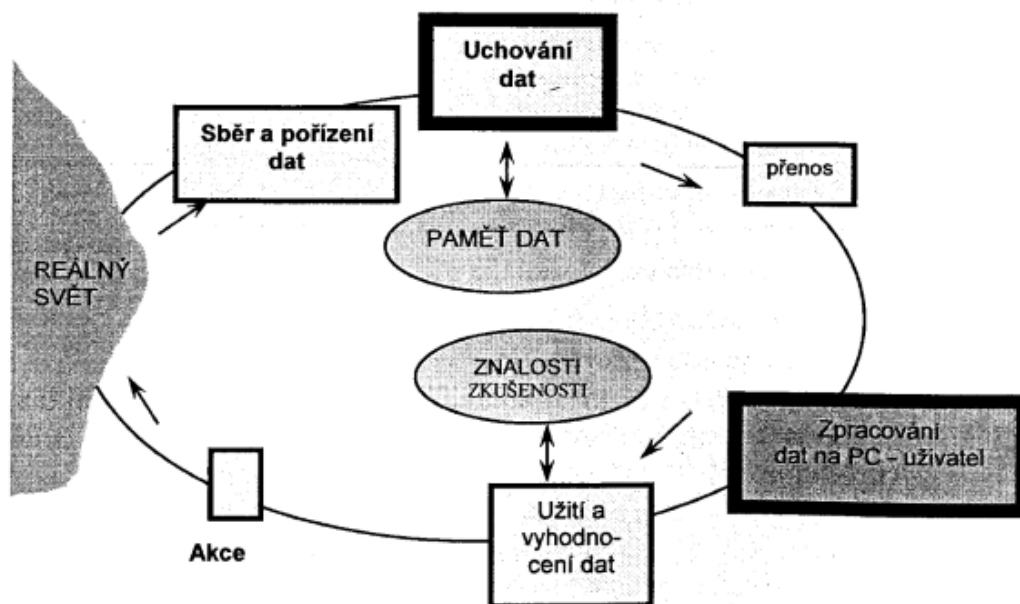 Uchování
dat
Sběr a pořízení
dat
přenos
PAMĚŤ DAT
REÁLNÝ
SVĚT
ZNALOSTI
ZKUŠENOSTI
Zpracování
dat na PC – uživatel
Užití a
vyhodno-
cení dat
Akce